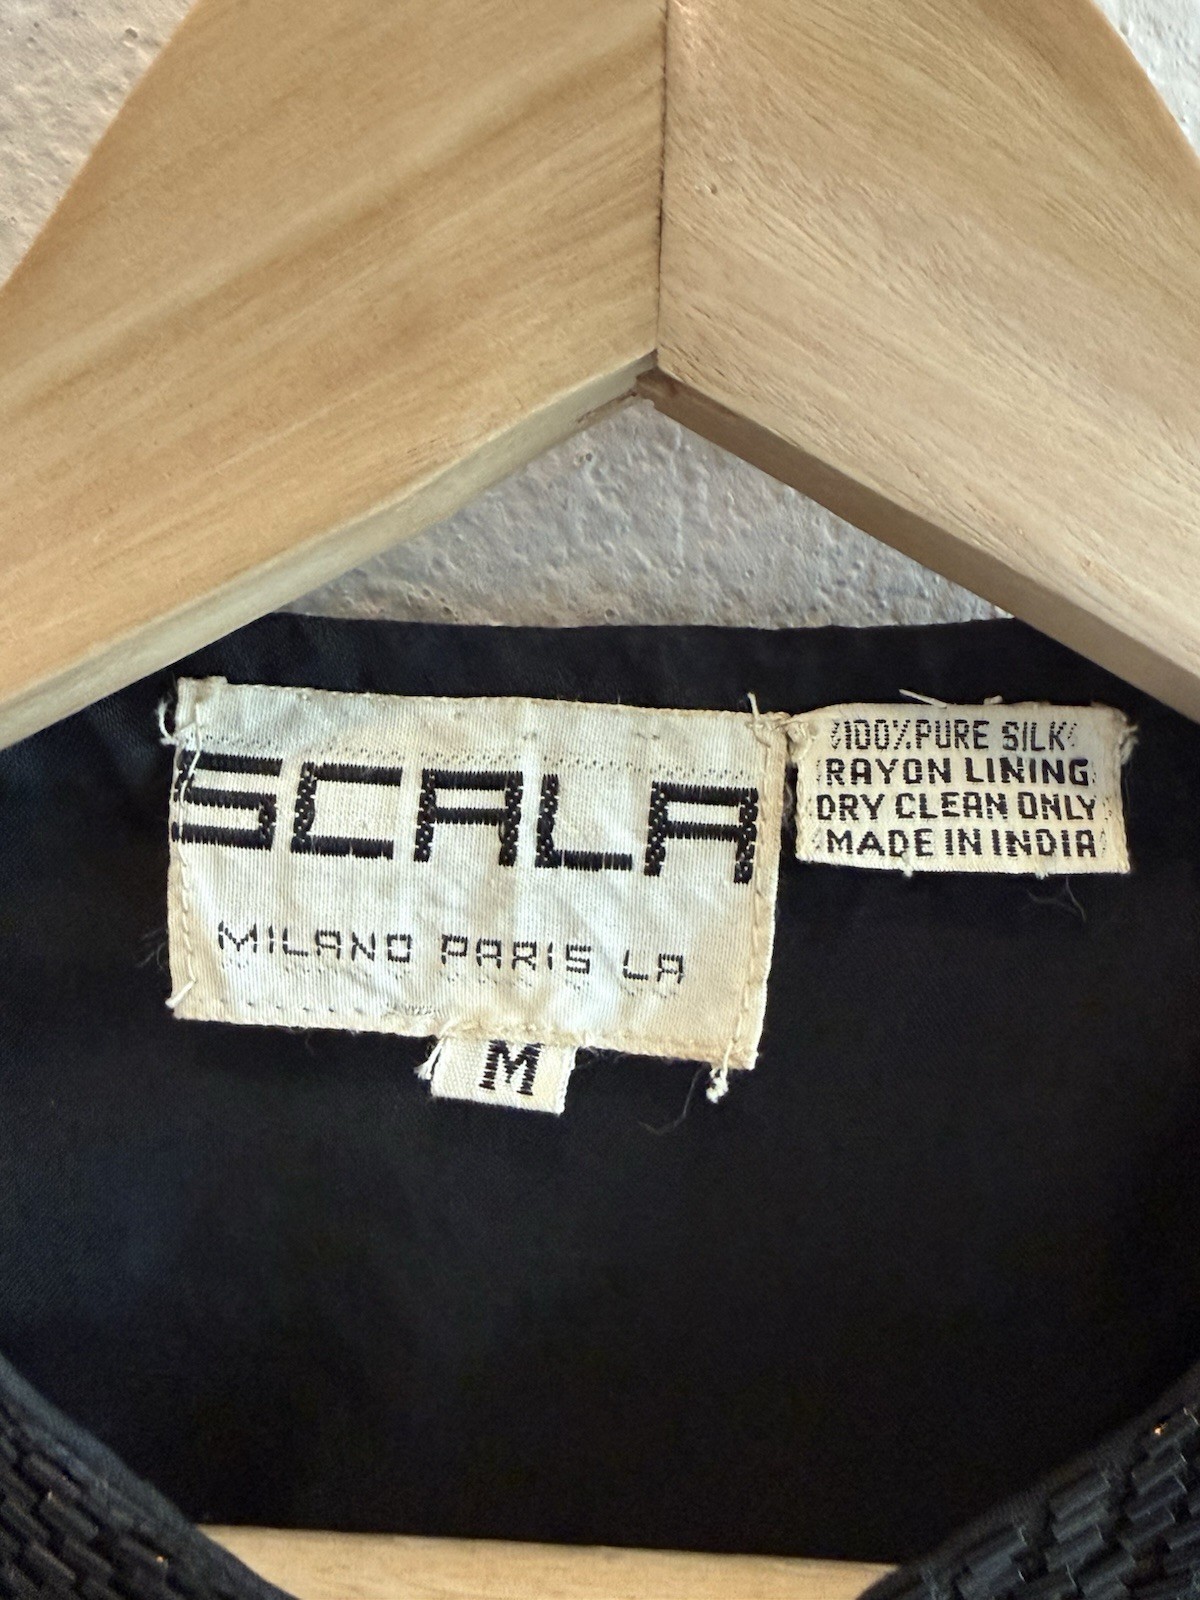 SCALA
MILANO PARIS LA
M
100% PURE SILK
RAYON LINING
DRY CLEAN ONLY
MADE IN INDIA